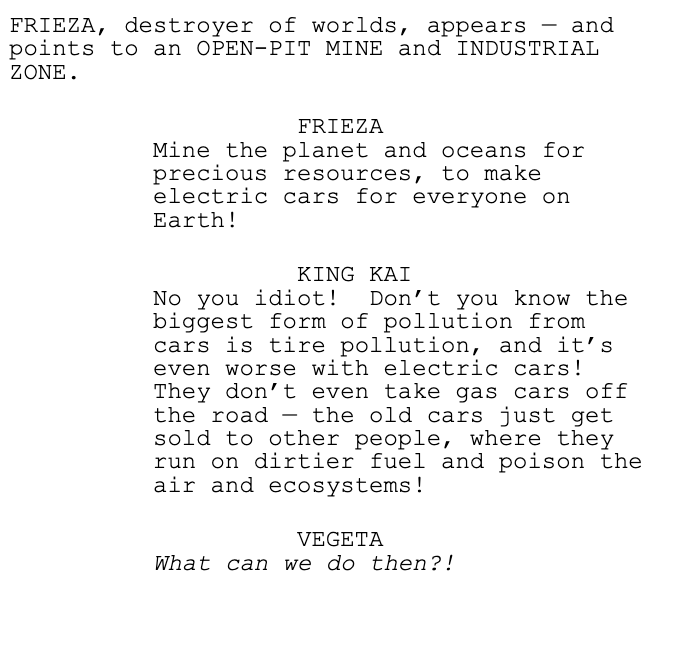 FRIEZA, destroyer of worlds, appears — and
points to an OPEN-PIT MINE and INDUSTRIAL
ZONE.
FRIEZA
Mine the planet and oceans for
precious resources, to make
electric cars for everyone on
Earth!
KING KAI
No you idiot!  Don’t you know the
biggest form of pollution from
cars is tire pollution, and it’s
even worse with electric cars!
They don’t even take gas cars off
the road — the old cars just get
sold to other people, where they
run on dirtier fuel and poison the
air and ecosystems!
VEGETA
What can we do then?!